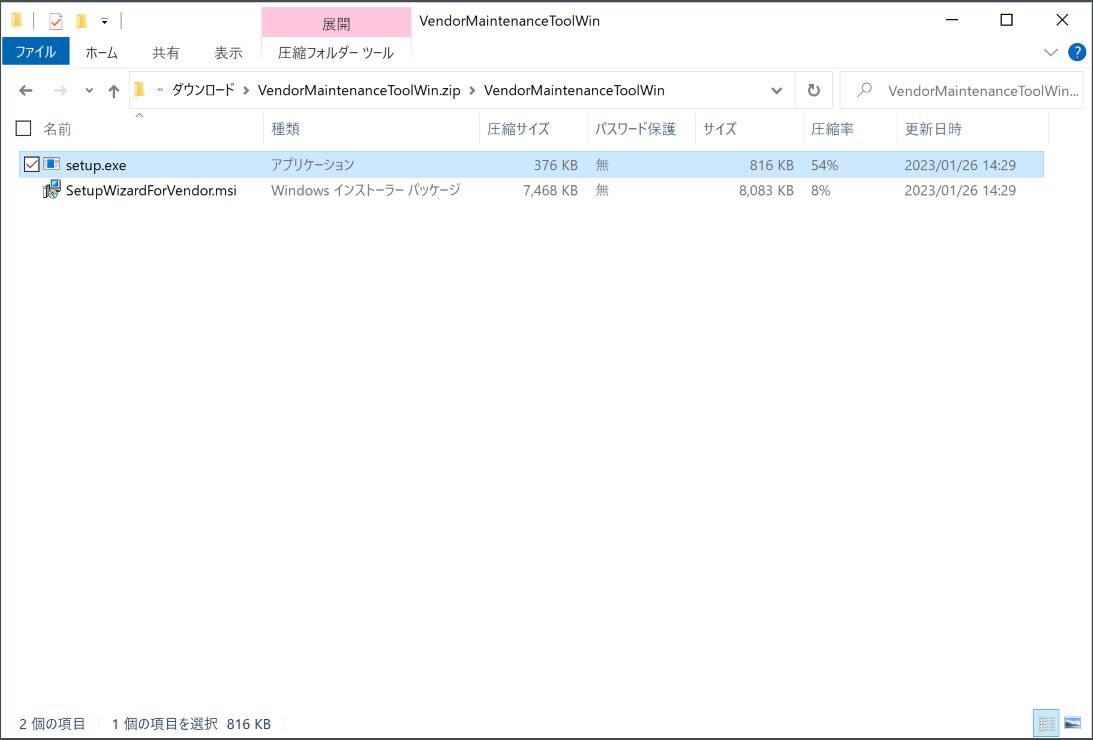 展開 VendorMaintenanceToolWin
ファイル ホーム 共有 表示 圧縮フォルダー ツール ?
« ダウンロード > VendorMaintenanceToolWin.zip > VendorMaintenanceToolWin VendorMaintenanceToolWin...
名前 種類 圧縮サイズ パスワード保護 サイズ 圧縮率 更新日時
setup.exe アプリケーション 376 KB 無 816 KB 54% 2023/01/26 14:29
SetupWizardForVendor.msi Windows インストーラー パッケージ 7,468 KB 無 8,083 KB 8% 2023/01/26 14:29
2 個の項目 1 個の項目を選択 816 KB